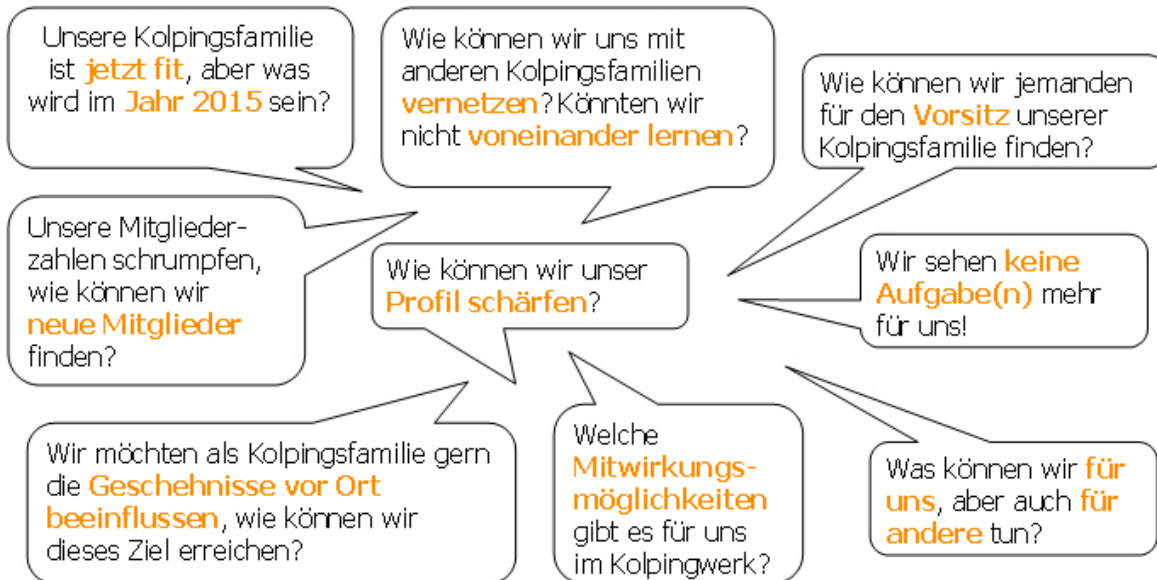 Unsere Kolpingsfamilie
ist jetzt fit, aber was
wird im Jahr 2015 sein?
Wie können wir uns mit
anderen Kolpingsfamilien
vernetzen? Könnten wir
nicht voneinander lernen?
Wie können wir jemanden
für den Vorsitz unserer
Kolpingsfamilie finden?
Unsere Mitglieder-
zahlen schrumpfen,
wie können wir
neue Mitglieder
finden?
Wie können wir unser
Profil schärfen?
Wir sehen keine
Aufgabe(n) mehr
für uns!
Wir möchten als Kolpingsfamilie gern
die Geschehnisse vor Ort
beeinflussen, wie können wir
dieses Ziel erreichen?
Welche
Mitwirkungs-
möglichkeiten
gibt es für uns
im Kolpingwerk?
Was können wir für
uns, aber auch für
andere tun?